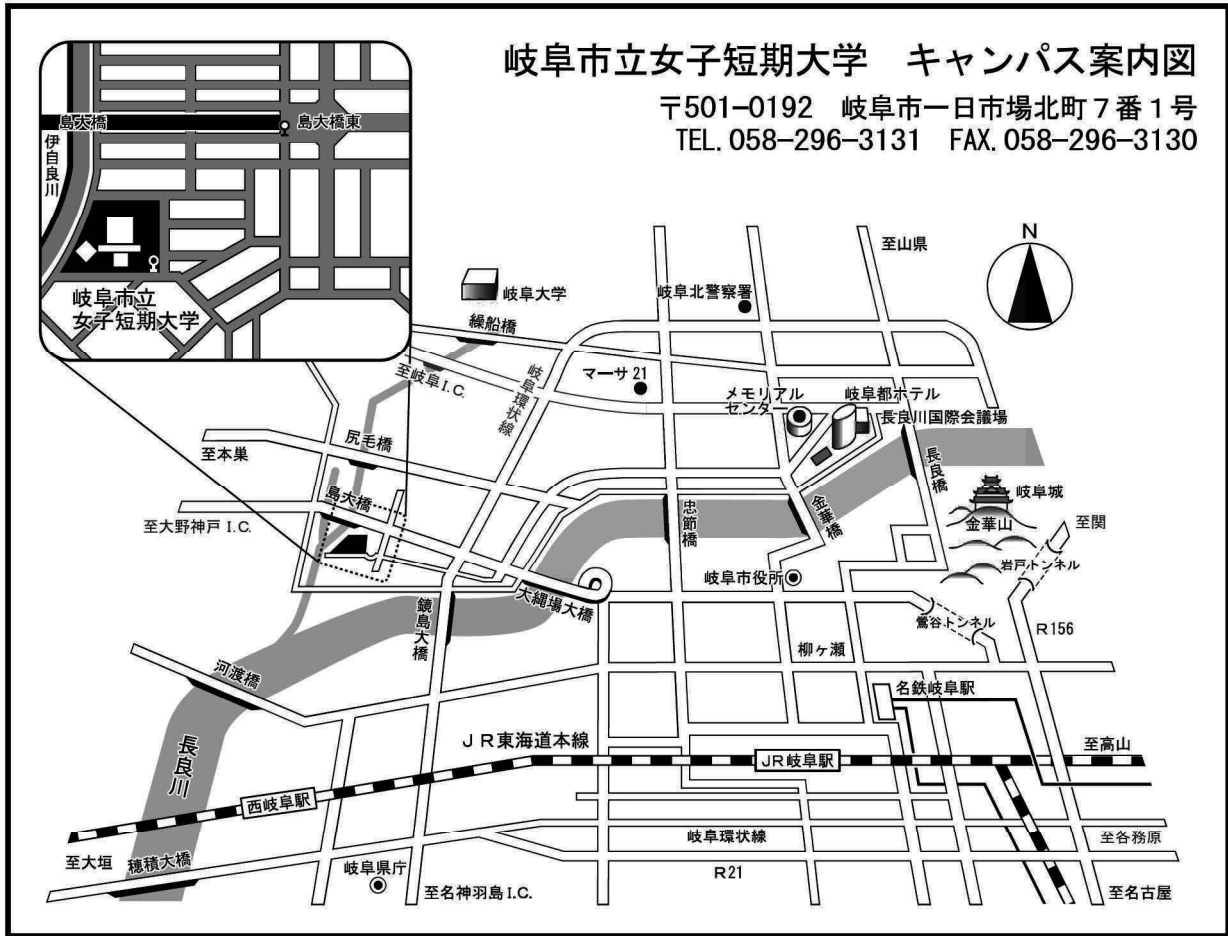 岐阜市立女子短期大学　キャンパス案内図
〒501-0192　岐阜市一日市場北町7番1号
TEL. 058-296-3131　FAX. 058-296-3130
島大橋
島大橋東
伊自良川
岐阜市立
女子短期大学
N
至山県
岐阜大学
岐阜北警察署
繰船橋
至岐阜I.C.
岐阜環状線
マーサ21
メモリアル
センター
岐阜都ホテル
長良川国際会議場
至本巣
尻毛橋
長良橋
島大橋
至大野神戸I.C.
忠節橋
金華橋
岐阜城
金華山
至関
岩戸トンネル
岐阜市役所
大縄場大橋
鏡島大橋
鶯谷トンネル
R156
柳ヶ瀬
河渡橋
名鉄岐阜駅
長良川
JR東海道本線
JR岐阜駅
至高山
西岐阜駅
岐阜環状線
至各務原
至大垣
穂積大橋
岐阜県庁
R21
至名神羽島I.C.
至名古屋